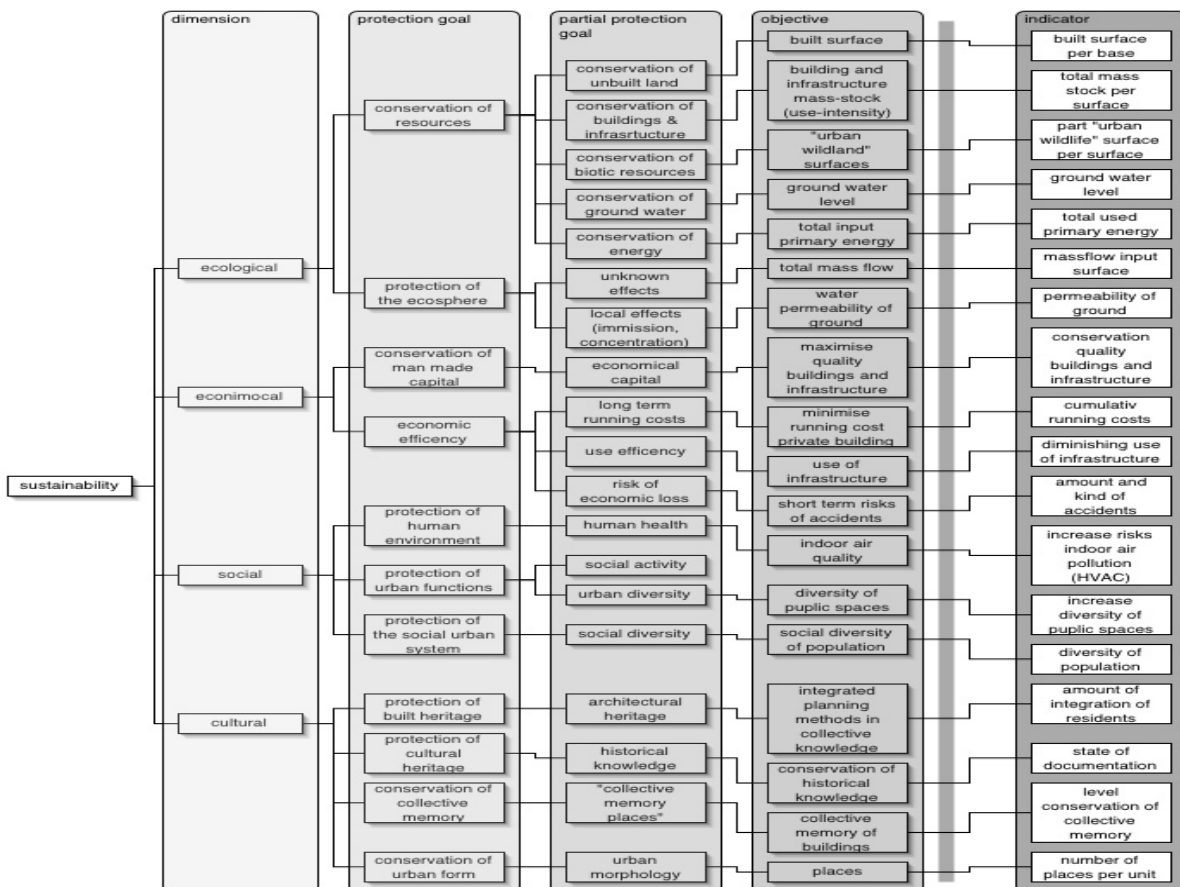 dimension
protection goal
partial protection
goal
objective
indicator
sustainability
ecological
econimocal
social
cultural
conservation of
resources
protection of
the ecosphere
conservation of
man made
capital
economic
efficency
protection of
human
environment
protection of
urban functions
protection of
the social urban
system
protection of
built heritage
protection of
cultural
heritage
conservation of
collective
memory
conservation of
urban form
conservation of
unbuilt land
conservation of
buildings &
infrasrtucture
conservation of
biotic resources
conservation of
ground water
conservation of
energy
unknown
effects
local effects
(immission,
concentration)
economical
capital
long term
running costs
use efficency
risk of
economic loss
human health
social activity
urban diversity
social diversity
architectural
heritage
historical
knowledge
"collective
memory
places"
urban
morphology
built surface
building and
infrastructure
mass-stock
(use-intensity)
"urban
wildland"
surfaces
ground water
level
total input
primary energy
total mass flow
water
permeability of
ground
maximise
quality
buildings and
infrastructure
minimise
running cost
private building
use of
infrastructure
short term risks
of accidents
indoor air
quality
diversity of
puplic spaces
social diversity
of population
integrated
planning
methods in
collective
knowledge
conservation of
historical
knowledge
collective
memory of
buildings
places
built surface
per base
total mass
stock per
surface
part "urban
wildlife" surface
per surface
ground water
level
total used
primary energy
massflow input
surface
permeability of
ground
conservation
quality
buildings and
infrastructure
cumulativ
running costs
diminishing use
of infrastructure
amount and
kind of
accidents
increase risks
indoor air
pollution
(HVAC)
increase
diversity of
puplic spaces
diversity of
population
amount of
integration of
residents
state of
documentation
level
conservation of
collective
memory
number of
places per unit